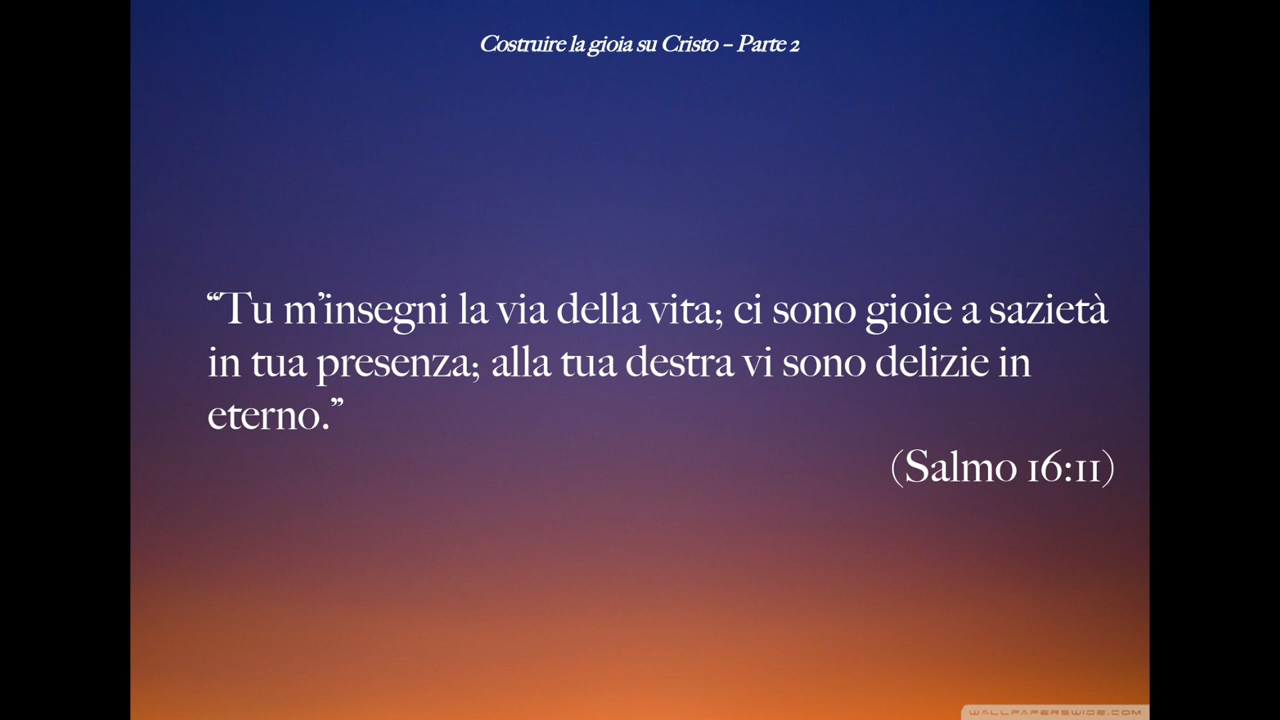 Costruire la gioia su Cristo – Parte 2
“Tu m’insegni la via della vita; ci sono gioie a sazietà
in tua presenza; alla tua destra vi sono delizie in
eterno.”
(Salmo 16:11)
WALLPAPERSWIDE.COM